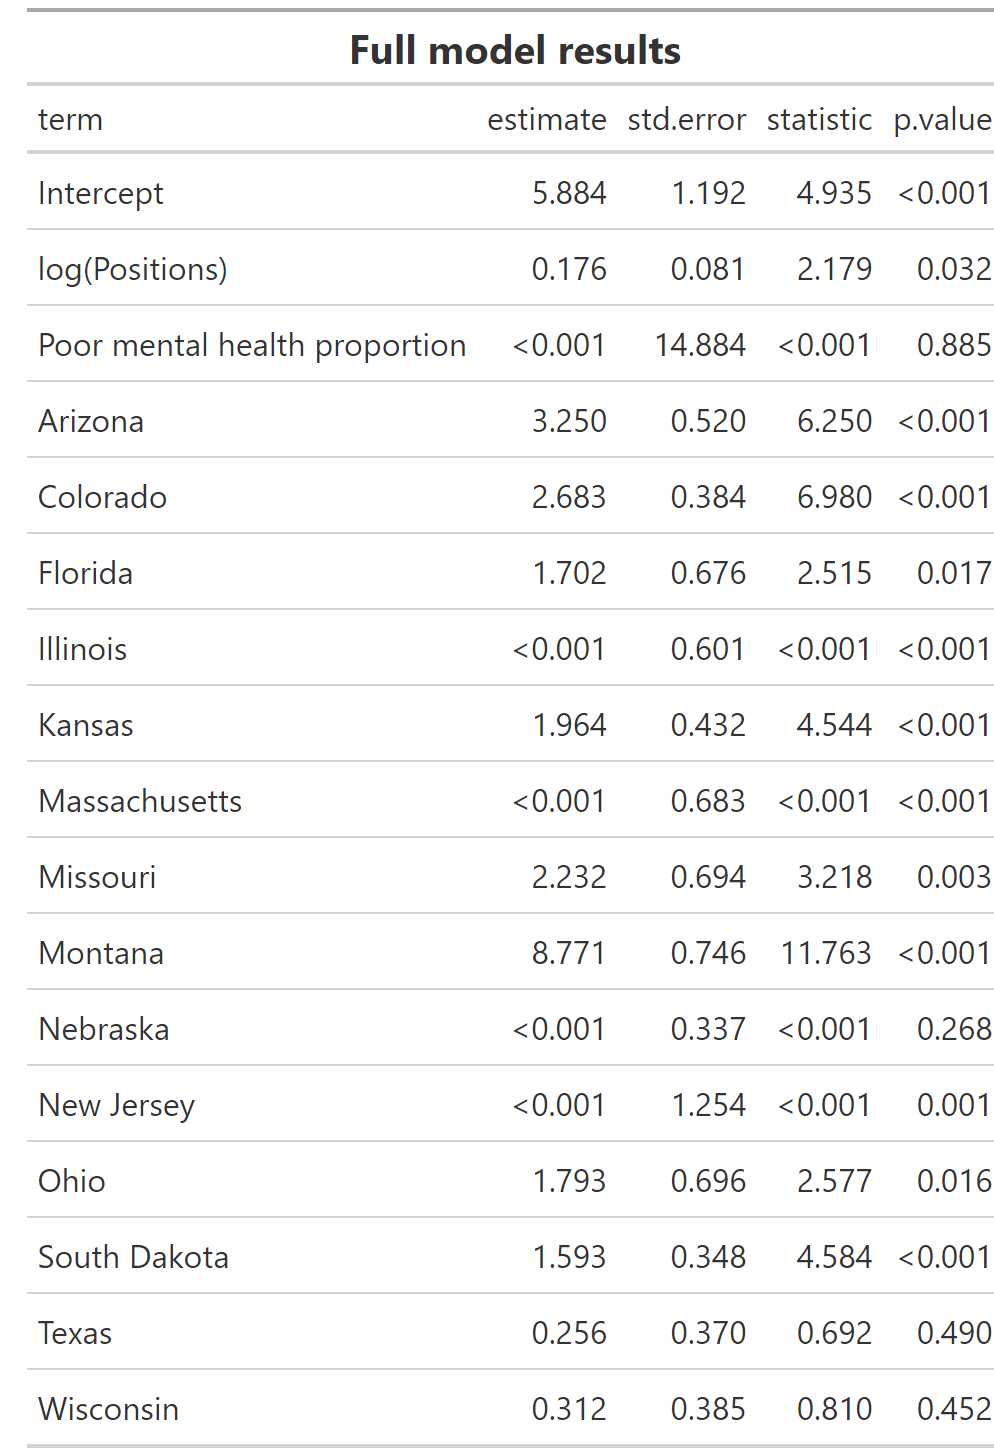 Full model results
term estimate std.error statistic p.value
Intercept 5.884 1.192 4.935 <0.001
log(Positions) 0.176 0.081 2.179 0.032
Poor mental health proportion <0.001 14.884 <0.001 0.885
Arizona 3.250 0.520 6.250 <0.001
Colorado 2.683 0.384 6.980 <0.001
Florida 1.702 0.676 2.515 0.017
Illinois <0.001 0.601 <0.001 <0.001
Kansas 1.964 0.432 4.544 <0.001
Massachusetts <0.001 0.683 <0.001 <0.001
Missouri 2.232 0.694 3.218 0.003
Montana 8.771 0.746 11.763 <0.001
Nebraska <0.001 0.337 <0.001 0.268
New Jersey <0.001 1.254 <0.001 0.001
Ohio 1.793 0.696 2.577 0.016
South Dakota 1.593 0.348 4.584 <0.001
Texas 0.256 0.370 0.692 0.490
Wisconsin 0.312 0.385 0.810 0.452